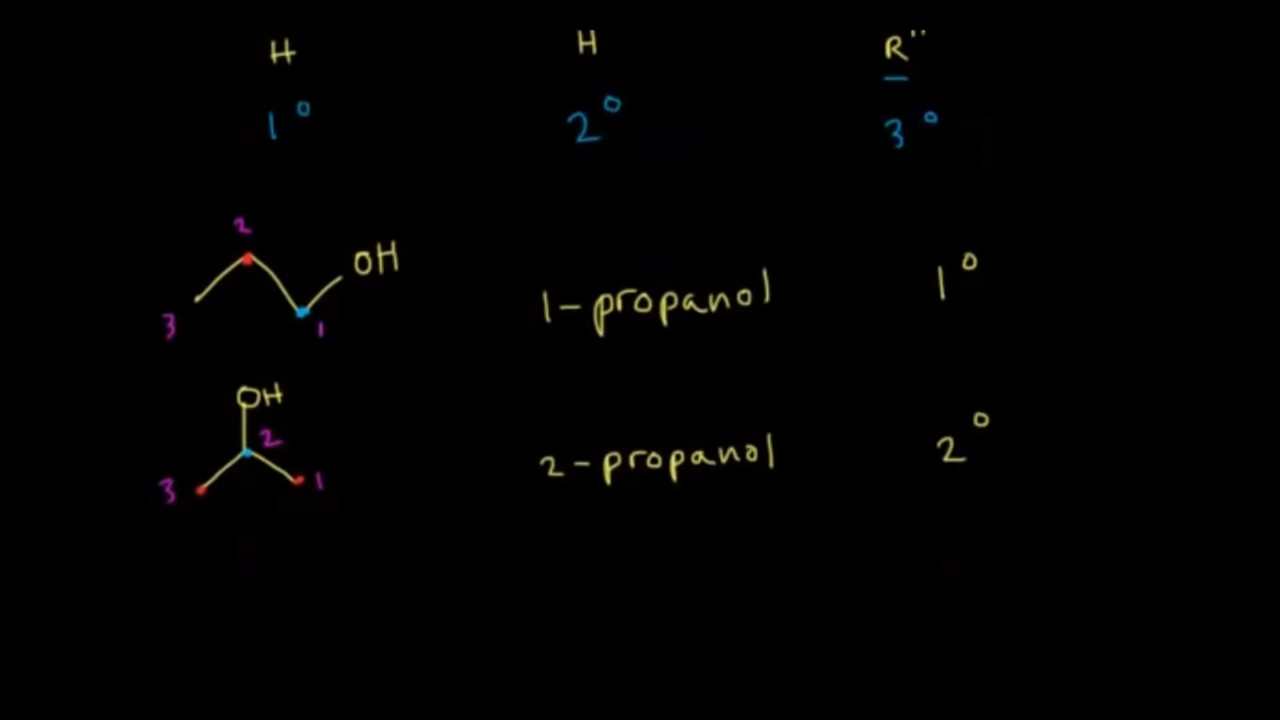 H H R''
1° 2° 3°
2
OH
3 1
1-propanol 1°
OH
2
3 1
2-propanol 2°